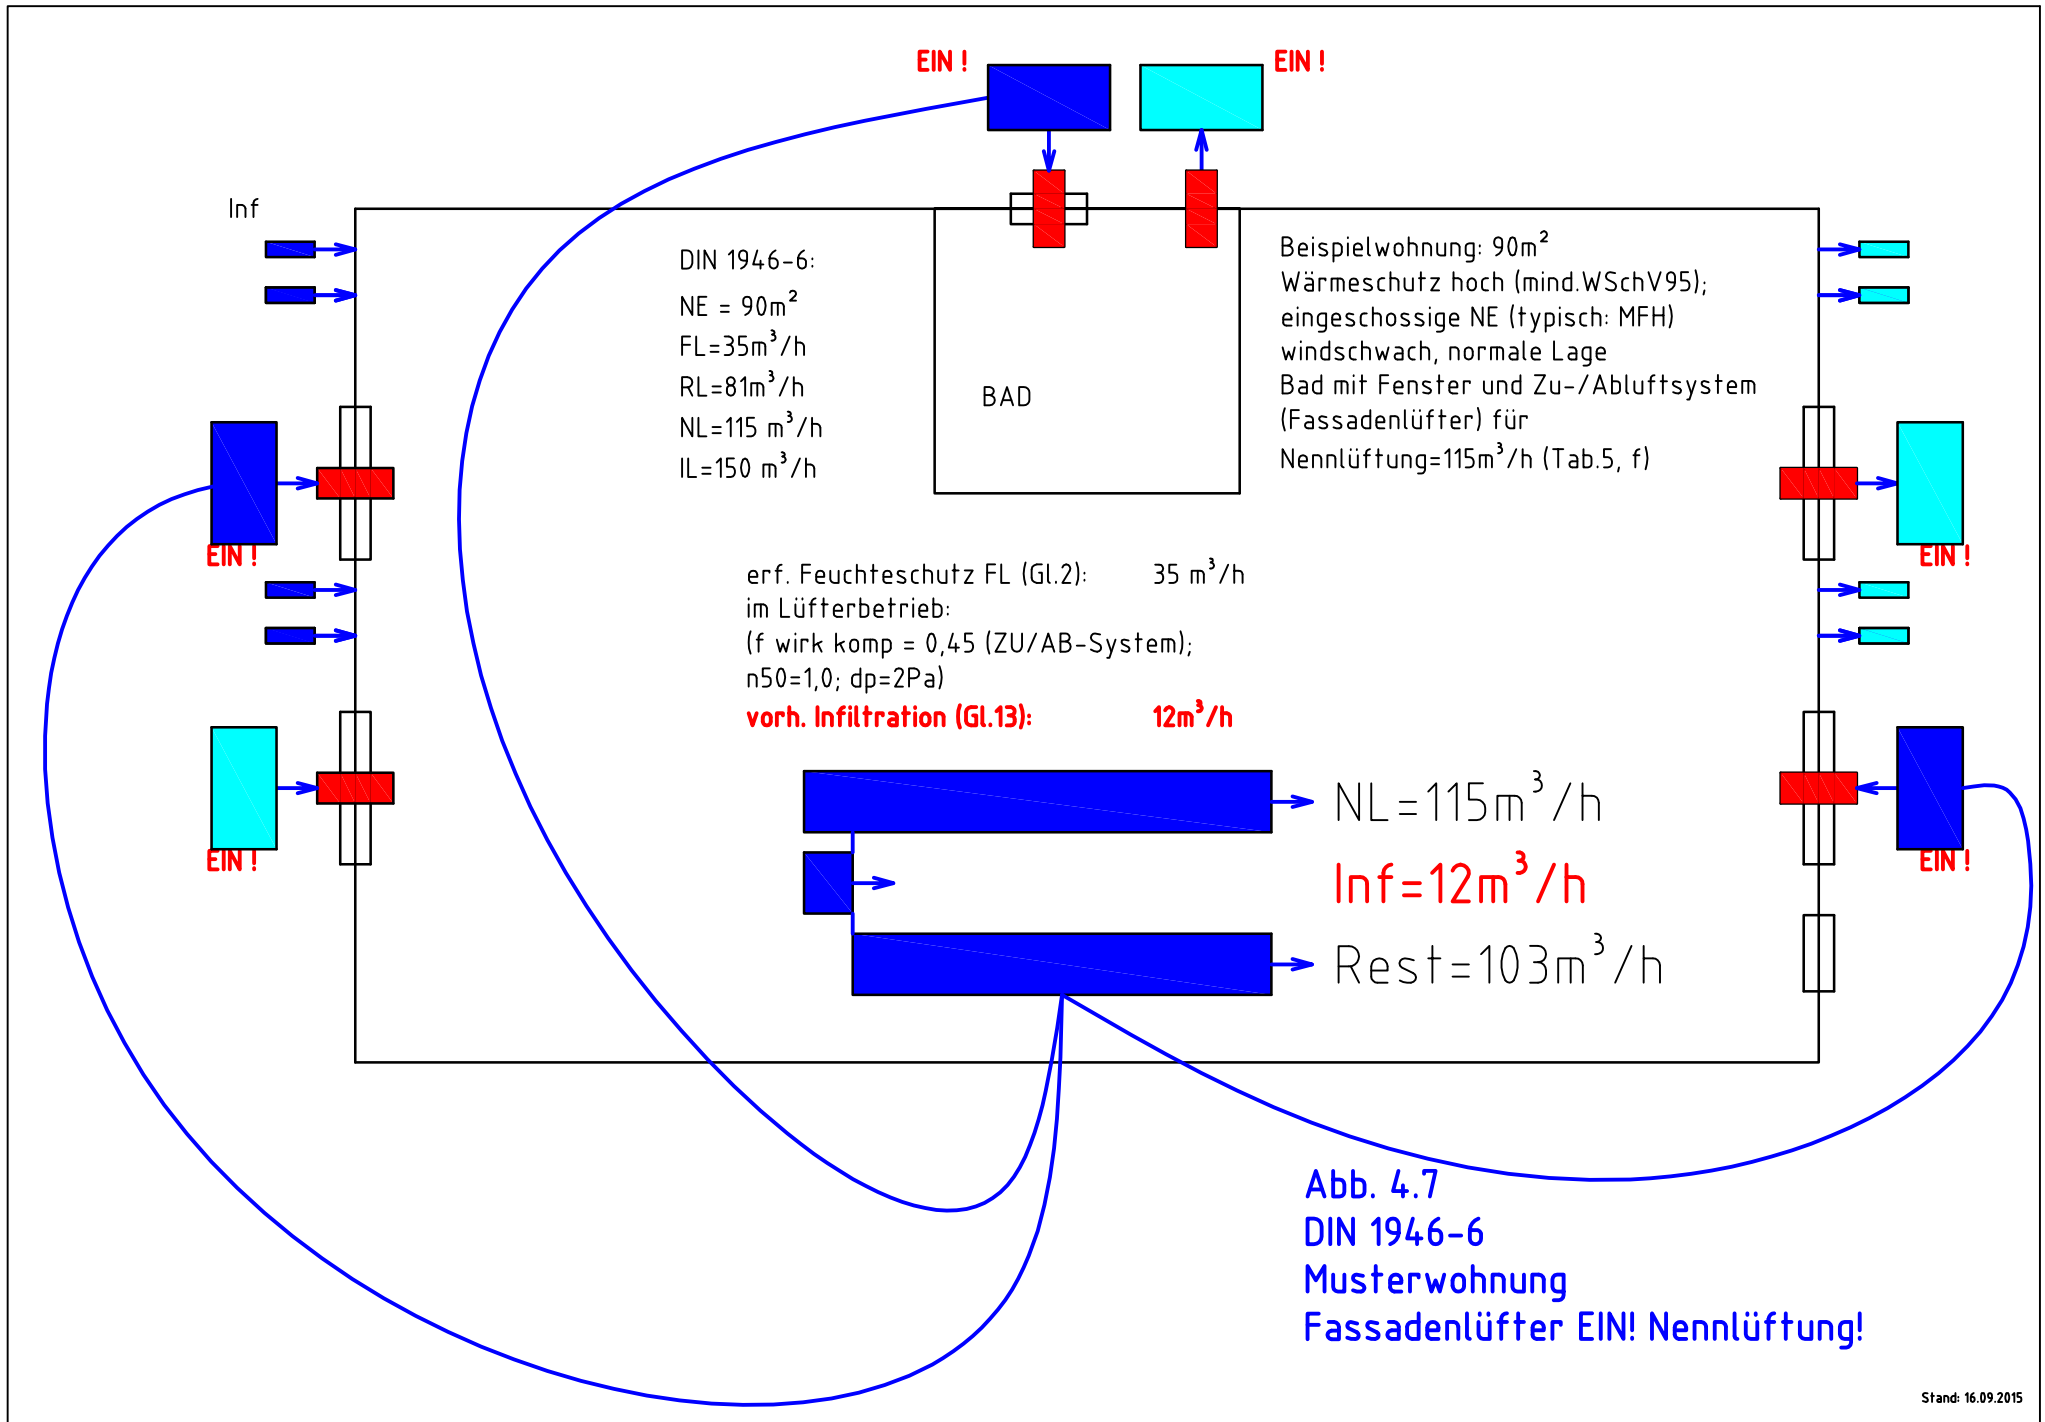 EIN !
EIN !
Inf
DIN 1946-6:
NE = 90m²
FL=35m³/h
RL=81m³/h
NL=115 m³/h
IL=150 m³/h
BAD
Beispielwohnung: 90m²
Wärmeschutz hoch (mind.WSchV95);
eingeschossige NE (typisch: MFH)
windschwach, normale Lage
Bad mit Fenster und Zu-/Abluftsystem
(Fassadenlüfter) für
Nennlüftung=115m³/h (Tab.5, f)
EIN !
EIN !
erf. Feuchteschutz FL (Gl.2): 35 m³/h
im Lüfterbetrieb:
(f wirk komp = 0,45 (ZU/AB-System);
n50=1,0; dp=2Pa)
vorh. Infiltration (Gl.13): 12m³/h
NL=115m³/h
EIN !
Inf=12m³/h
EIN !
Rest=103m³/h
Abb. 4.7
DIN 1946-6
Musterwohnung
Fassadenlüfter EIN! Nennlüftung!
Stand: 16.09.2015